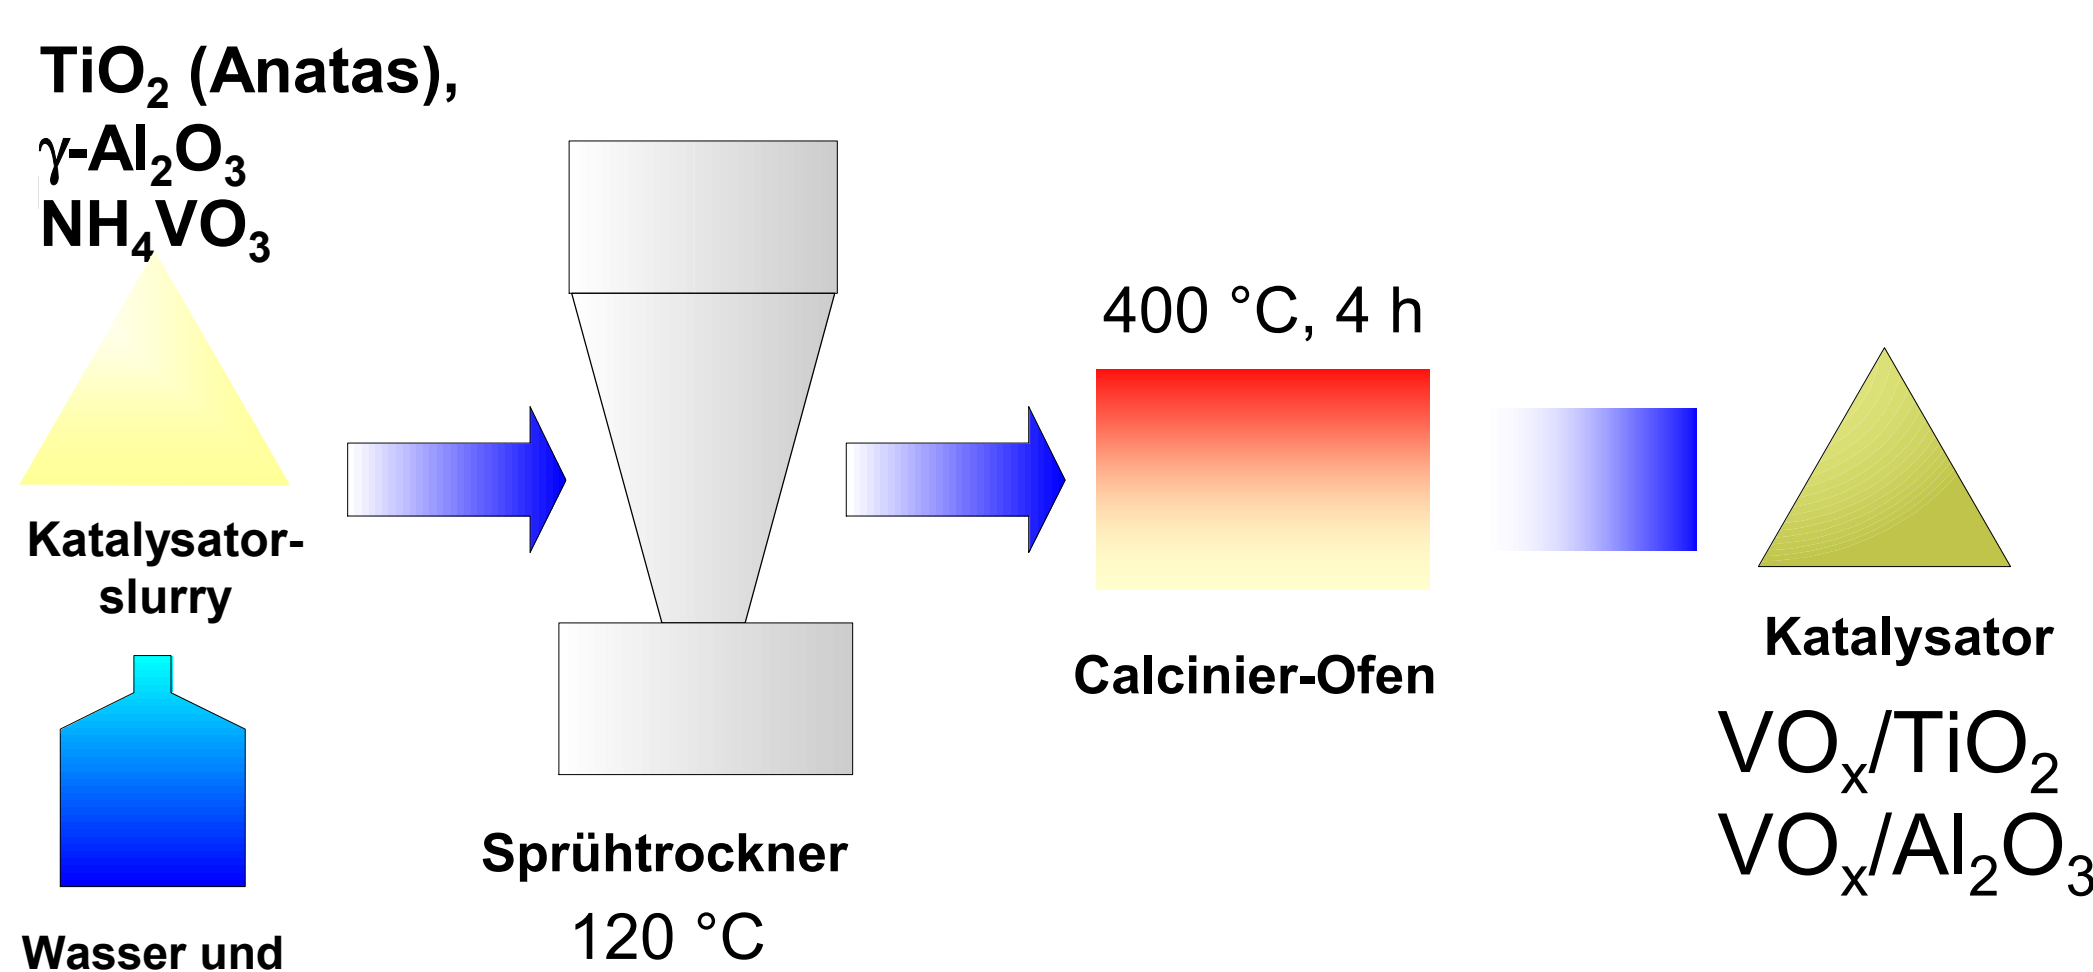 TiO₂ (Anatas),
γ-Al₂O₃
NH₄VO₃
Katalysator-
slurry
Wasser und
Sprühtrockner
120 °C
400 °C, 4 h
Calcinier-Ofen
Katalysator
VOₓ/TiO₂
VOₓ/Al₂O₃